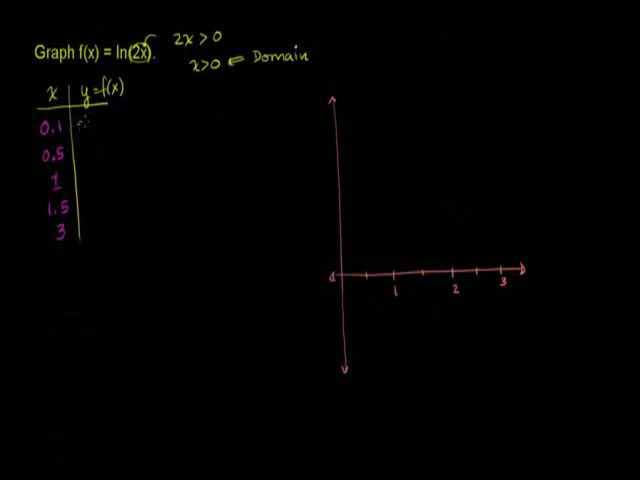 Graph f(x) = ln(2x).
2x > 0
x>0 ⇐ Domain
x y=f(x)
0.1
0.5
1
1.5
3
1 2 3